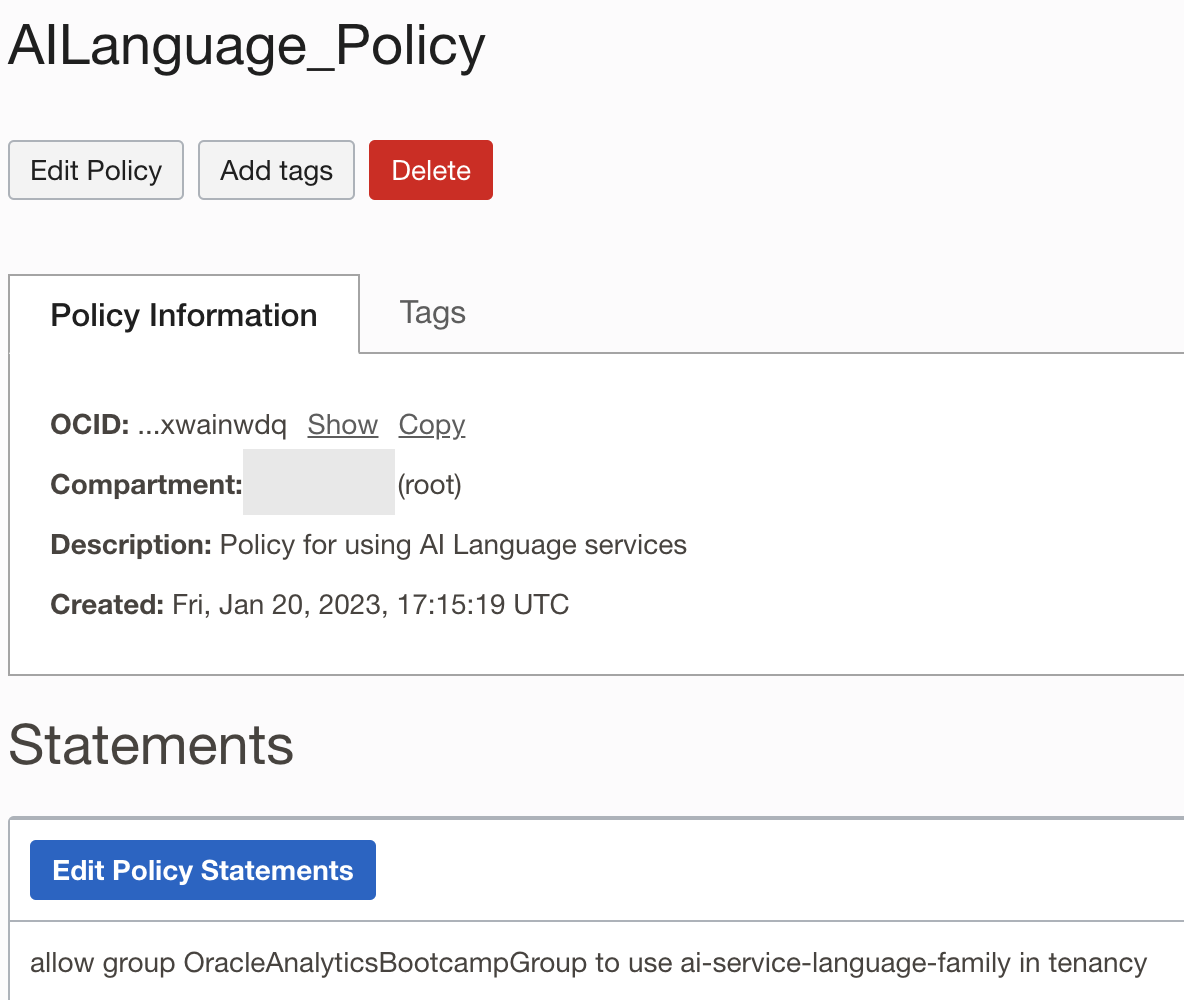 AILanguage_Policy
Edit Policy Add tags Delete
Policy Information Tags
OCID: ...xwainwdq Show Copy
Compartment: (root)
Description: Policy for using AI Language services
Created: Fri, Jan 20, 2023, 17:15:19 UTC
Statements
Edit Policy Statements
allow group OracleAnalyticsBootcampGroup to use ai-service-language-family in tenancy